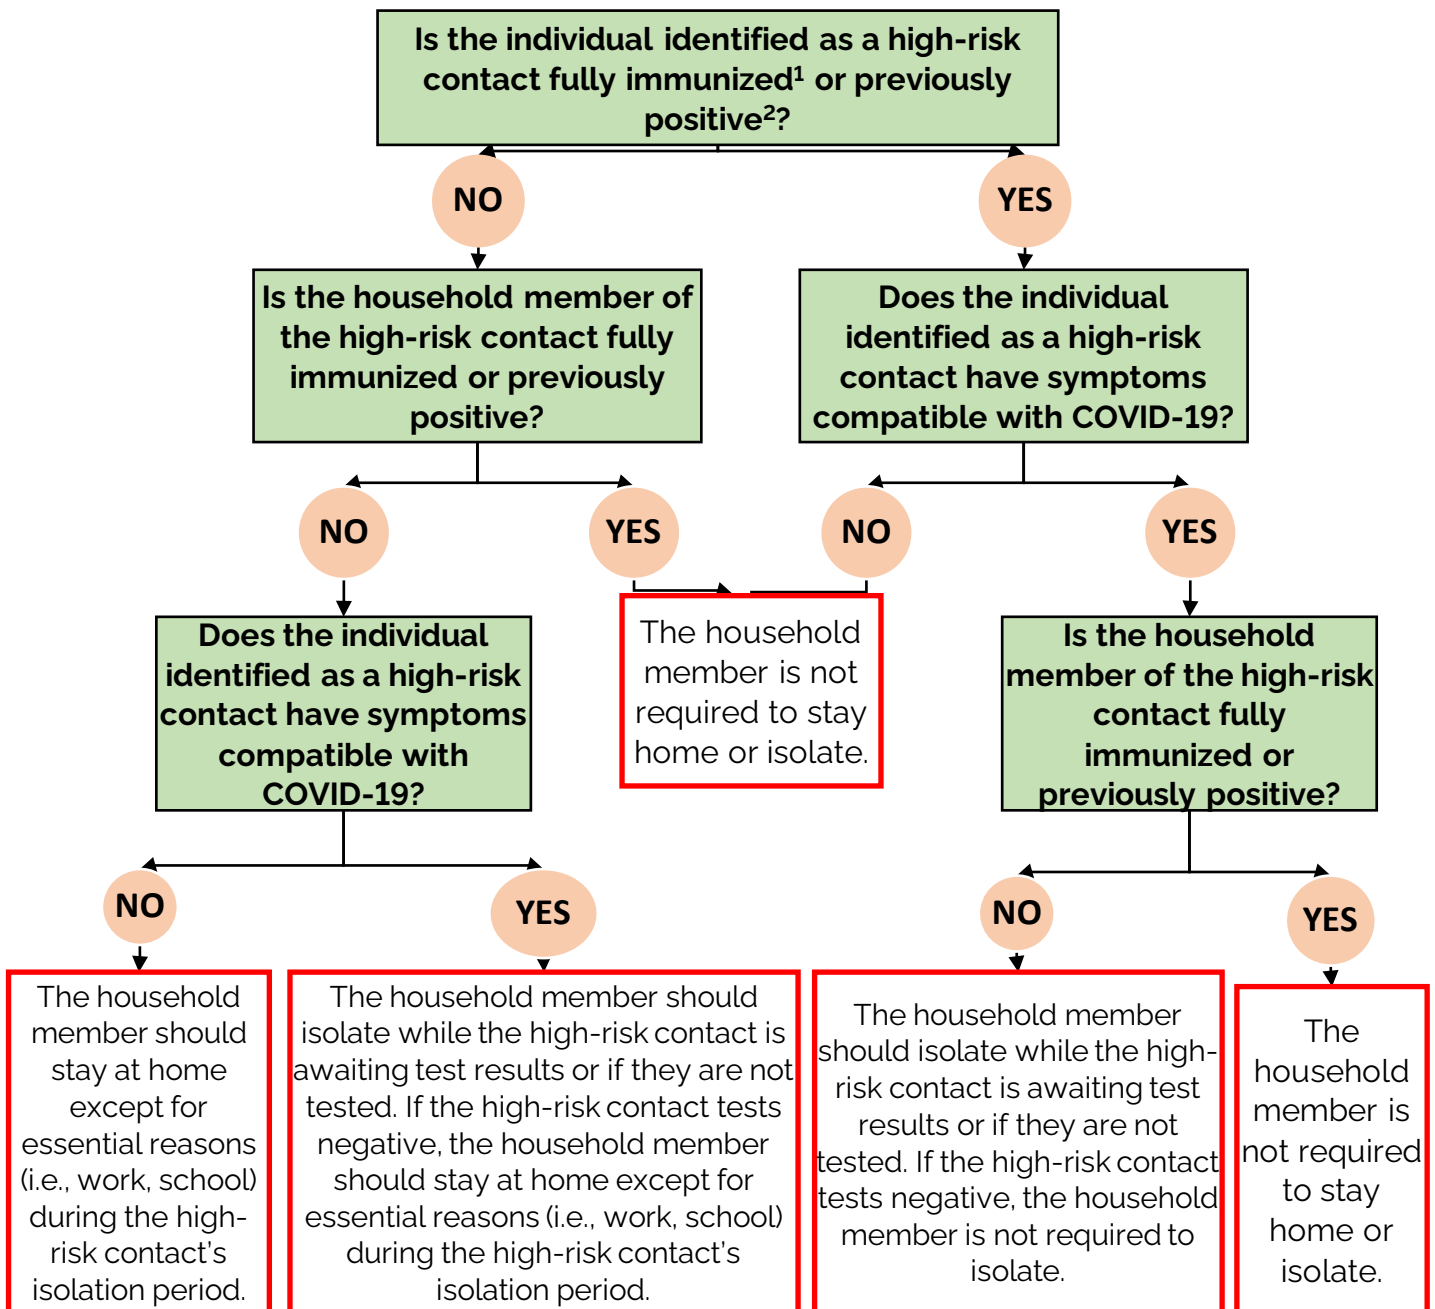 Is the individual identified as a high-risk
contact fully immunized¹ or previously
positive²?
NO
YES
Is the household member of
the high-risk contact fully
immunized or previously
positive?
Does the individual
identified as a high-risk
contact have symptoms
compatible with COVID-19?
NO
YES
NO
YES
Does the individual
identified as a high-risk
contact have symptoms
compatible with
COVID-19?
The household
member is not
required to stay
home or isolate.
Is the household
member of the high-risk
contact fully
immunized or
previously positive?
NO
YES
NO
YES
The household
member should
stay at home
except for
essential reasons
(i.e., work, school)
during the high-
risk contact's
isolation period.
The household member should
isolate while the high-risk contact is
awaiting test results or if they are not
tested. If the high-risk contact tests
negative, the household member
should stay at home except for
essential reasons (i.e., work, school)
during the high-risk contact's
isolation period.
The household member
should isolate while the high-
risk contact is awaiting test
results or if they are not
tested. If the high-risk contact
tests negative, the household
member is not required to
isolate.
The
household
member is
not required
to stay
home or
isolate.